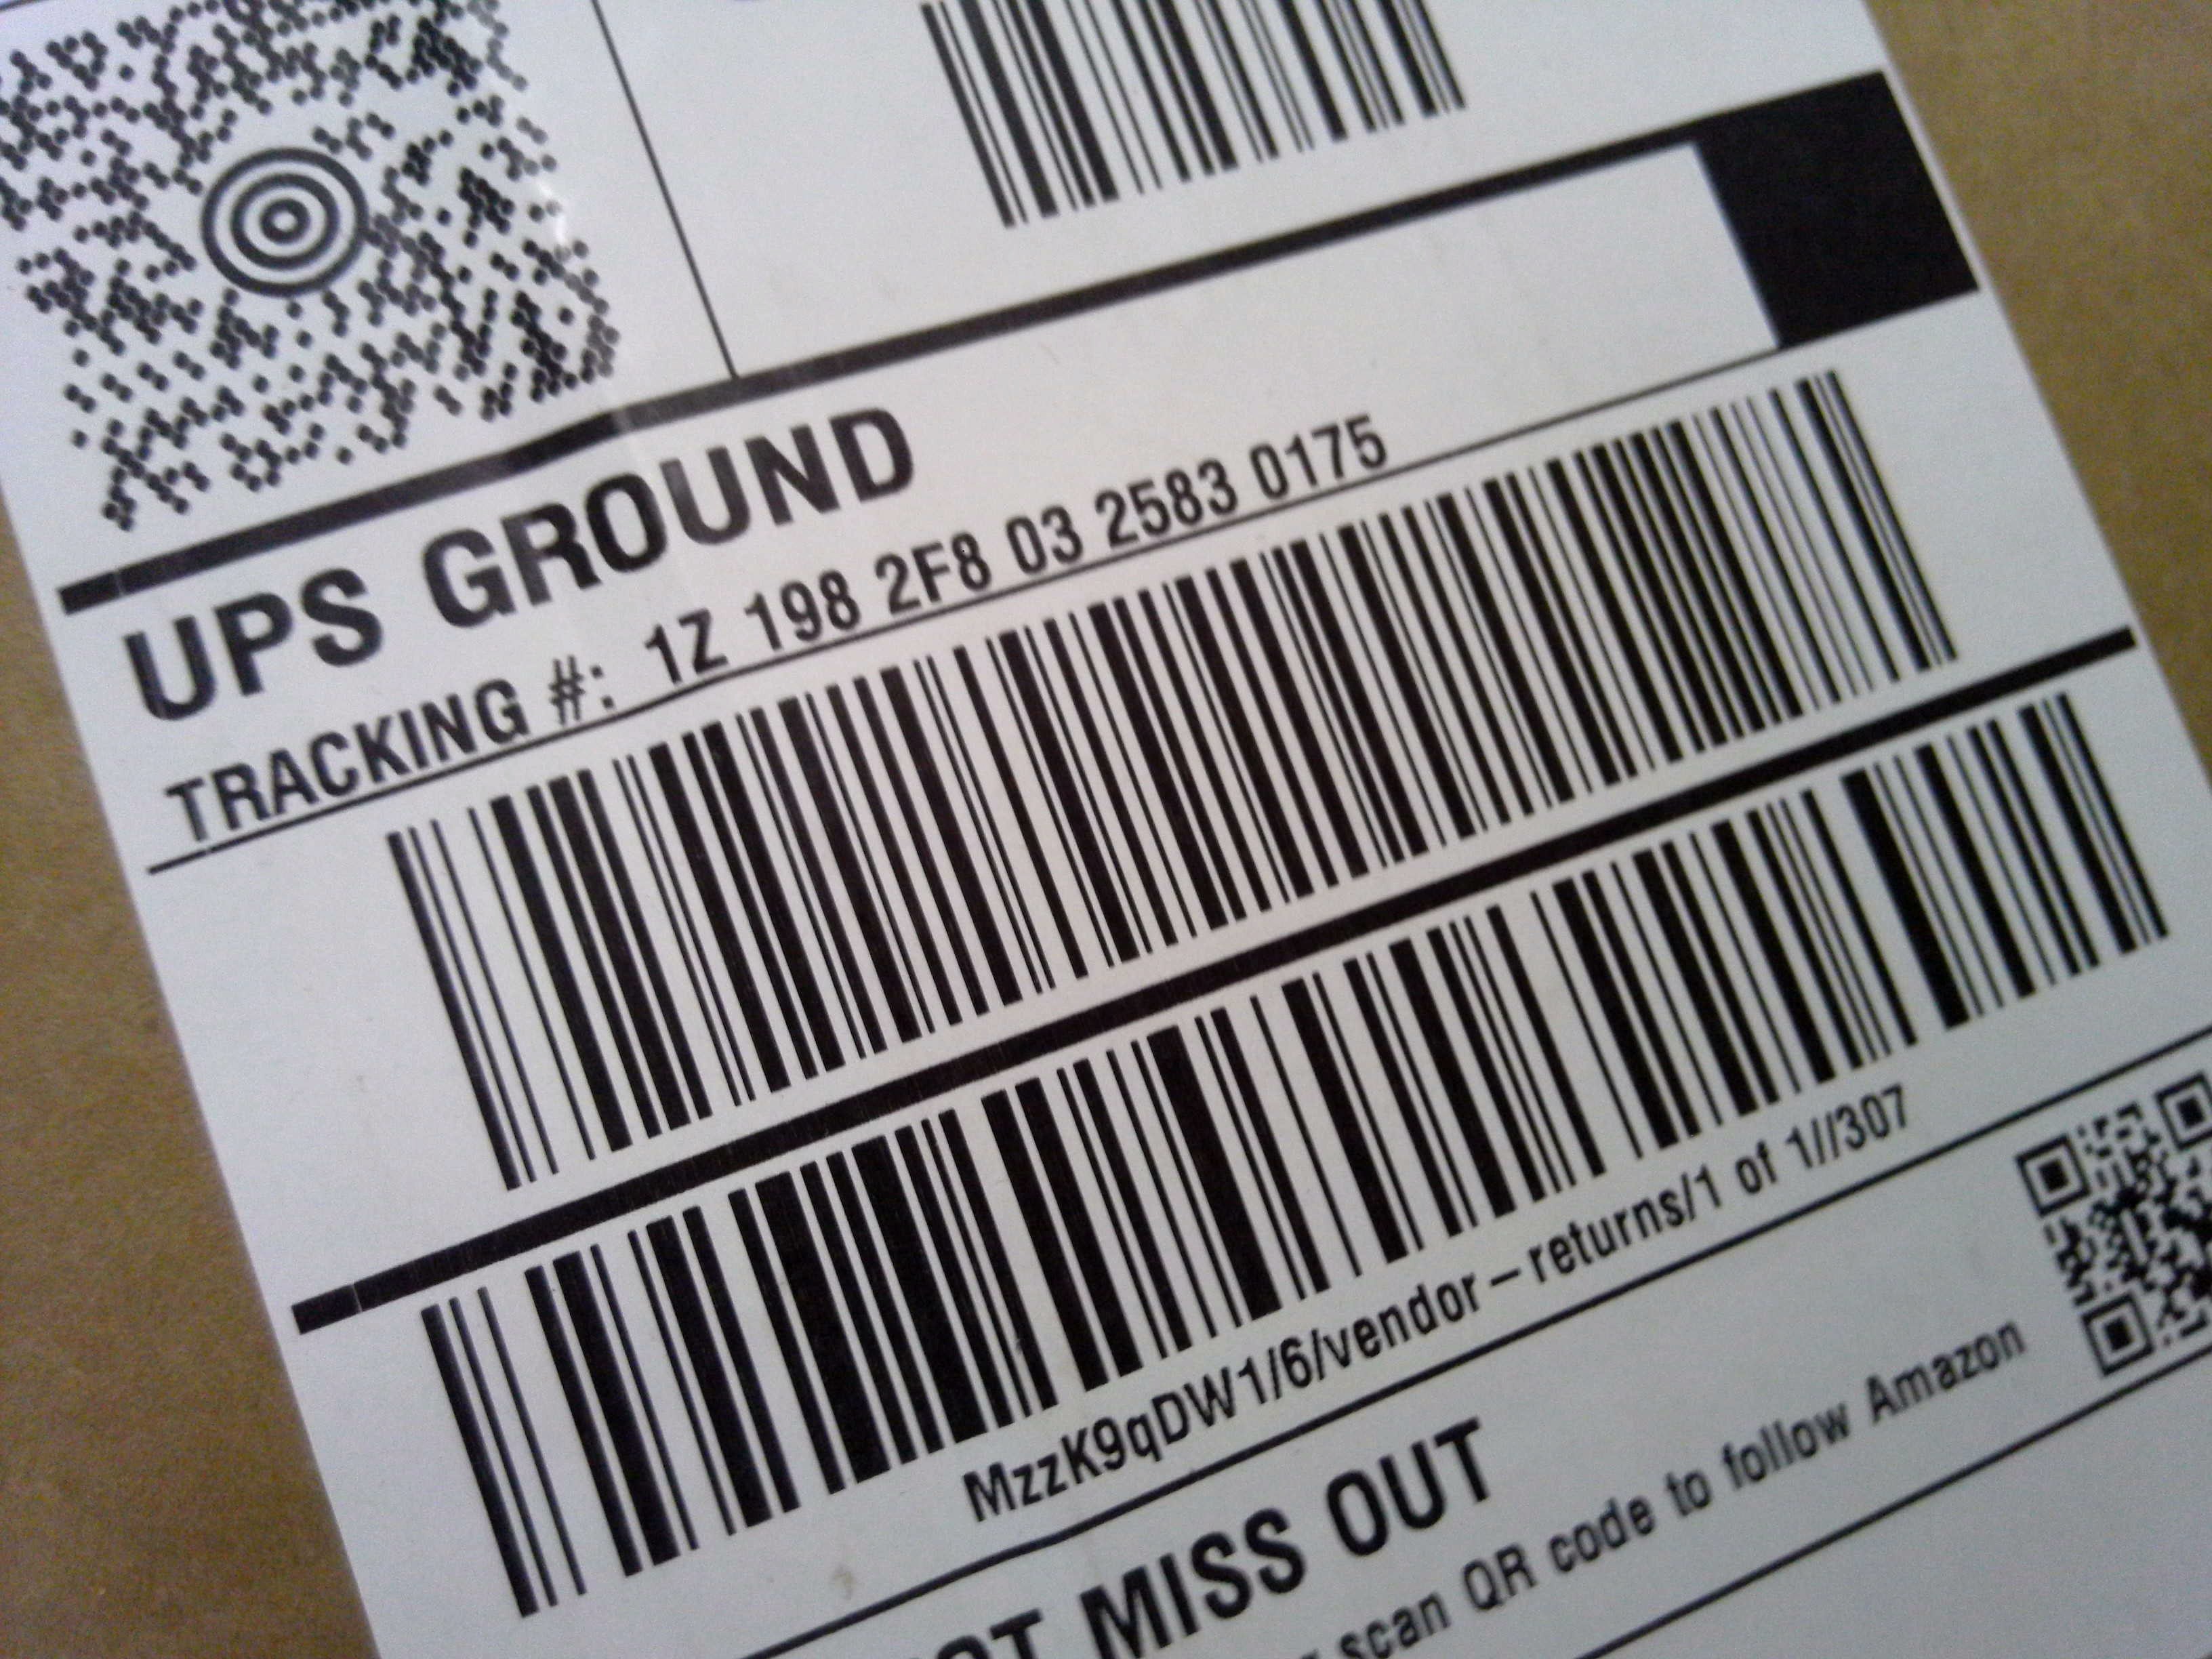 UPS GROUND
TRACKING #: 1Z 198 2F8 03 2583 0175
MzzK9qDW1/6/vendor-returns/1 of 1//307
MISS OUT
scan QR code to follow Amazon